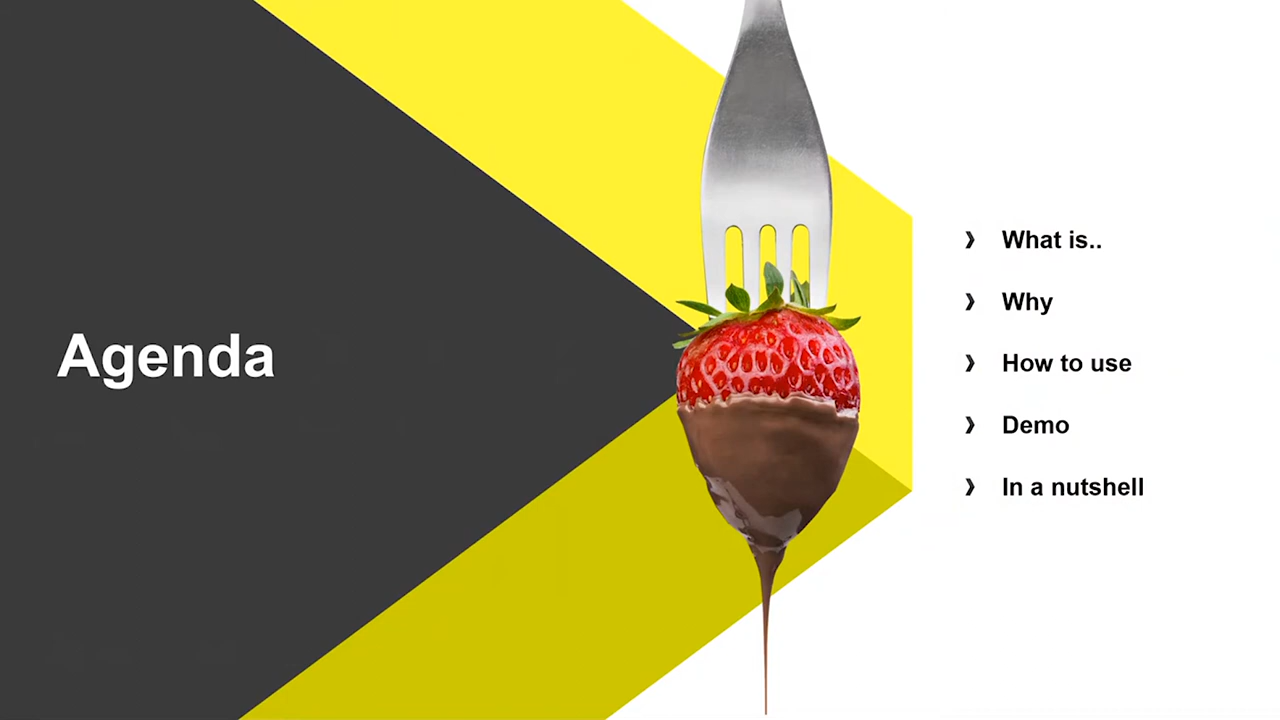 Agenda
What is..
Why
How to use
Demo
In a nutshell